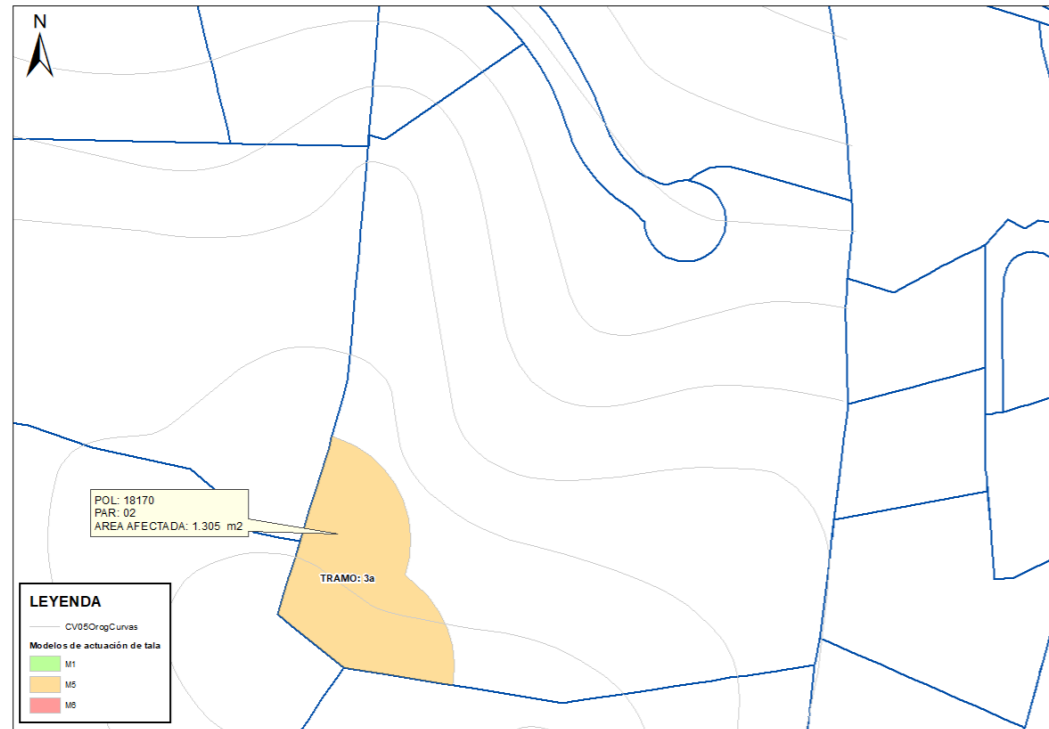 N
POL: 18170
PAR: 02
AREA AFECTADA: 1.305 m2
TRAMO: 3a
LEYENDA
CV05OrogCurvas
Modelos de actuación de tala
M1
M5
M6